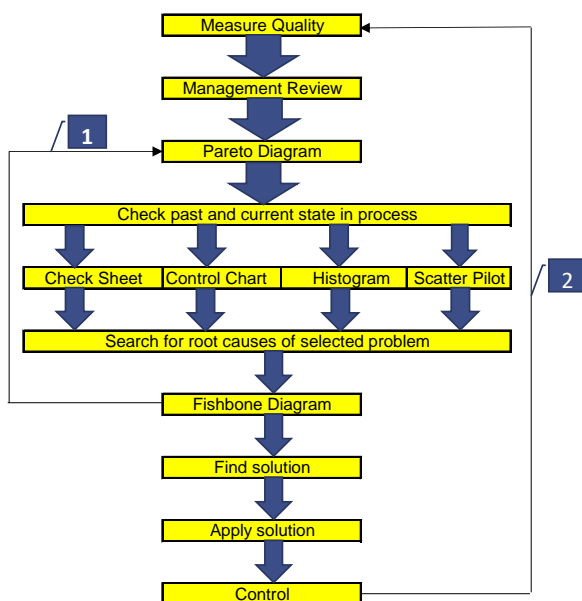 Measure Quality
Management Review
1
Pareto Diagram
Check past and current state in process
Check Sheet
Control Chart
Histogram
Scatter Pilot
2
Search for root causes of selected problem
Fishbone Diagram
Find solution
Apply solution
Control